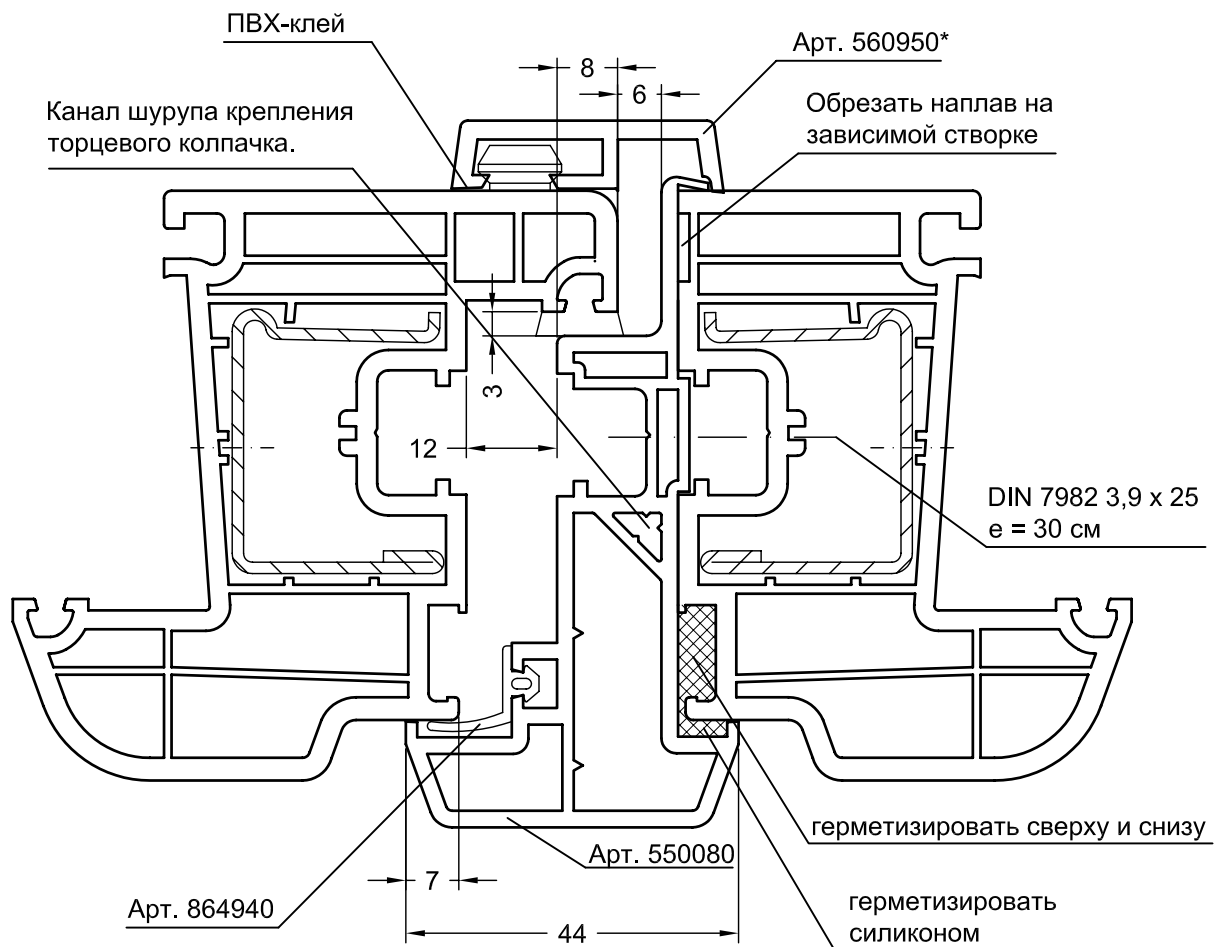 ПВХ-клей
Арт. 560950*
8
6
Канал шурупа крепления
торцевого колпачка.
Обрезать наплав на
зависимой створке
3
12
DIN 7982 3,9 x 25
e = 30 см
герметизировать сверху и снизу
Арт. 550080
7
Арт. 864940
44
герметизировать
силиконом